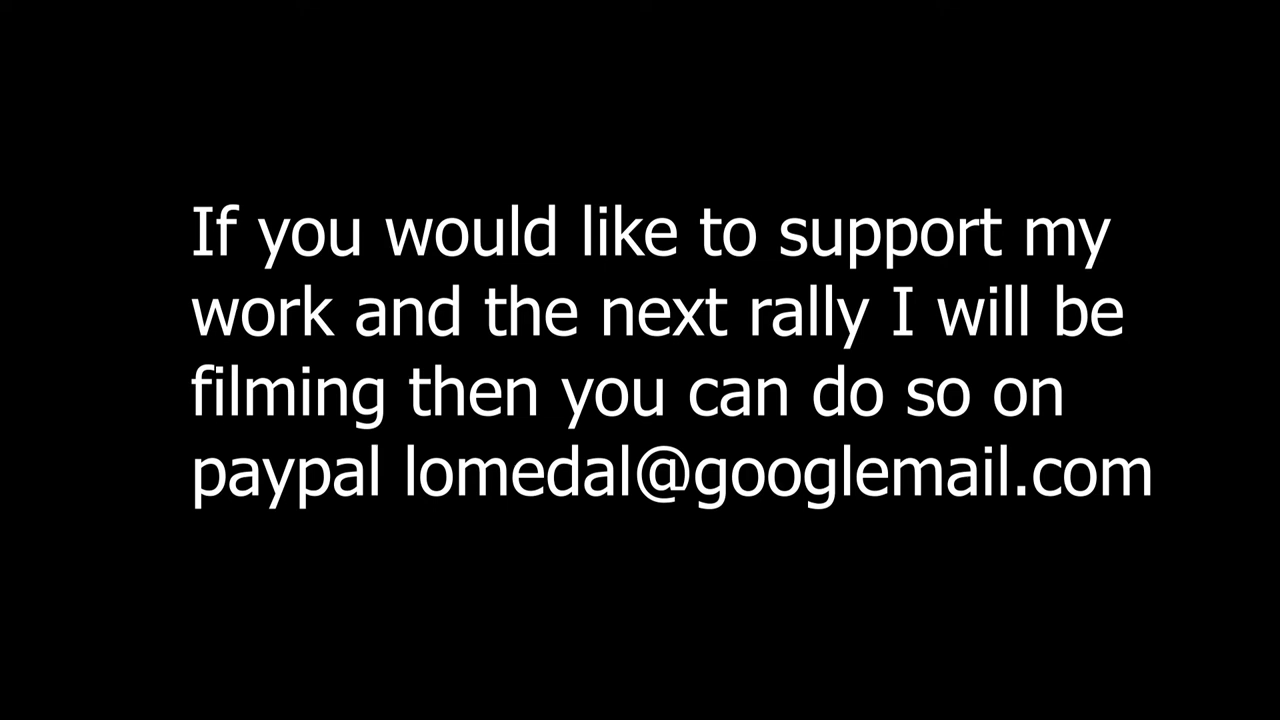 If you would like to support my
work and the next rally I will be
filming then you can do so on
paypal lomedal@googlemail.com